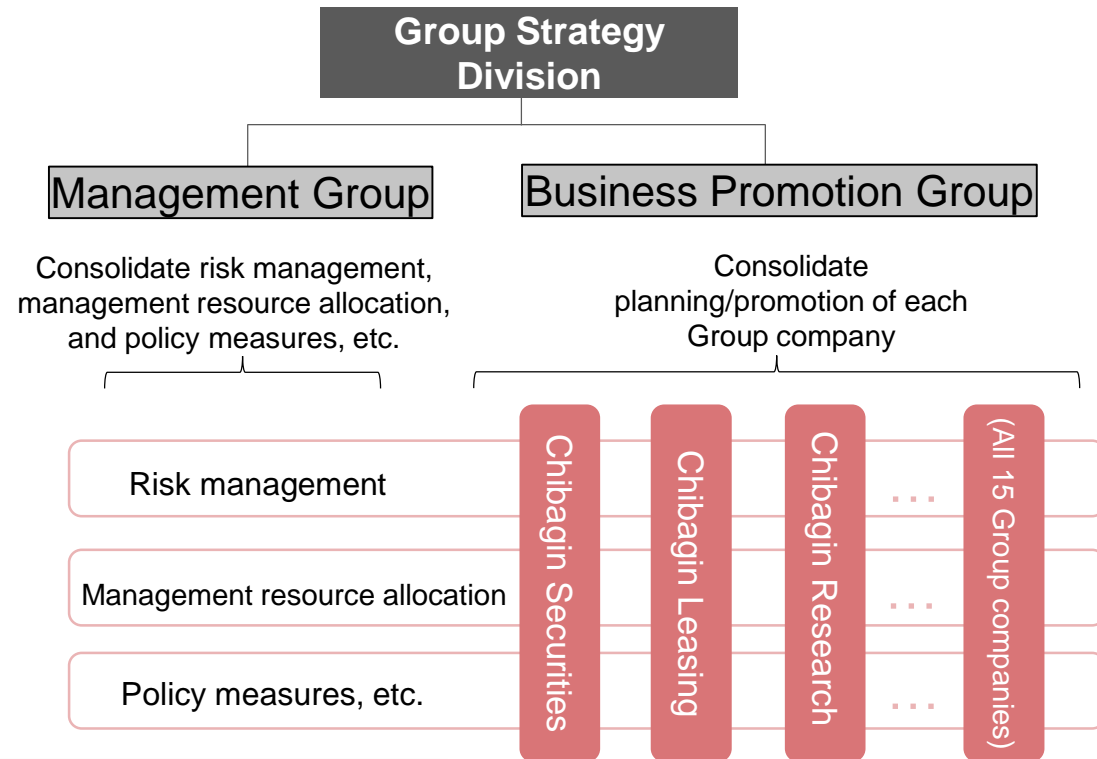 Group Strategy
Division
Management Group
Business Promotion Group
Consolidate risk management,
management resource allocation,
and policy measures, etc.
Consolidate
planning/promotion of each
Group company
Risk management
Management resource allocation
Policy measures, etc.
Chibagin Securities
Chibagin Leasing
Chibagin Research
...
...
...
(All 15 Group companies)